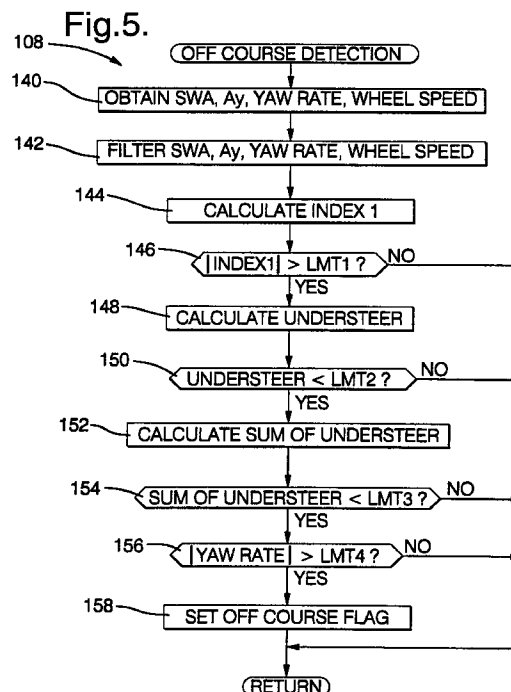 Fig.5.
108
OFF COURSE DETECTION
140
OBTAIN SWA, Ay, YAW RATE, WHEEL SPEED
142
FILTER SWA, Ay, YAW RATE, WHEEL SPEED
144
CALCULATE INDEX 1
146
|INDEX1| > LMT1 ?
NO
YES
148
CALCULATE UNDERSTEER
150
UNDERSTEER < LMT2 ?
NO
YES
152
CALCULATE SUM OF UNDERSTEER
154
SUM OF UNDERSTEER < LMT3 ?
NO
YES
156
|YAW RATE| > LMT4 ?
NO
YES
158
SET OFF COURSE FLAG
RETURN